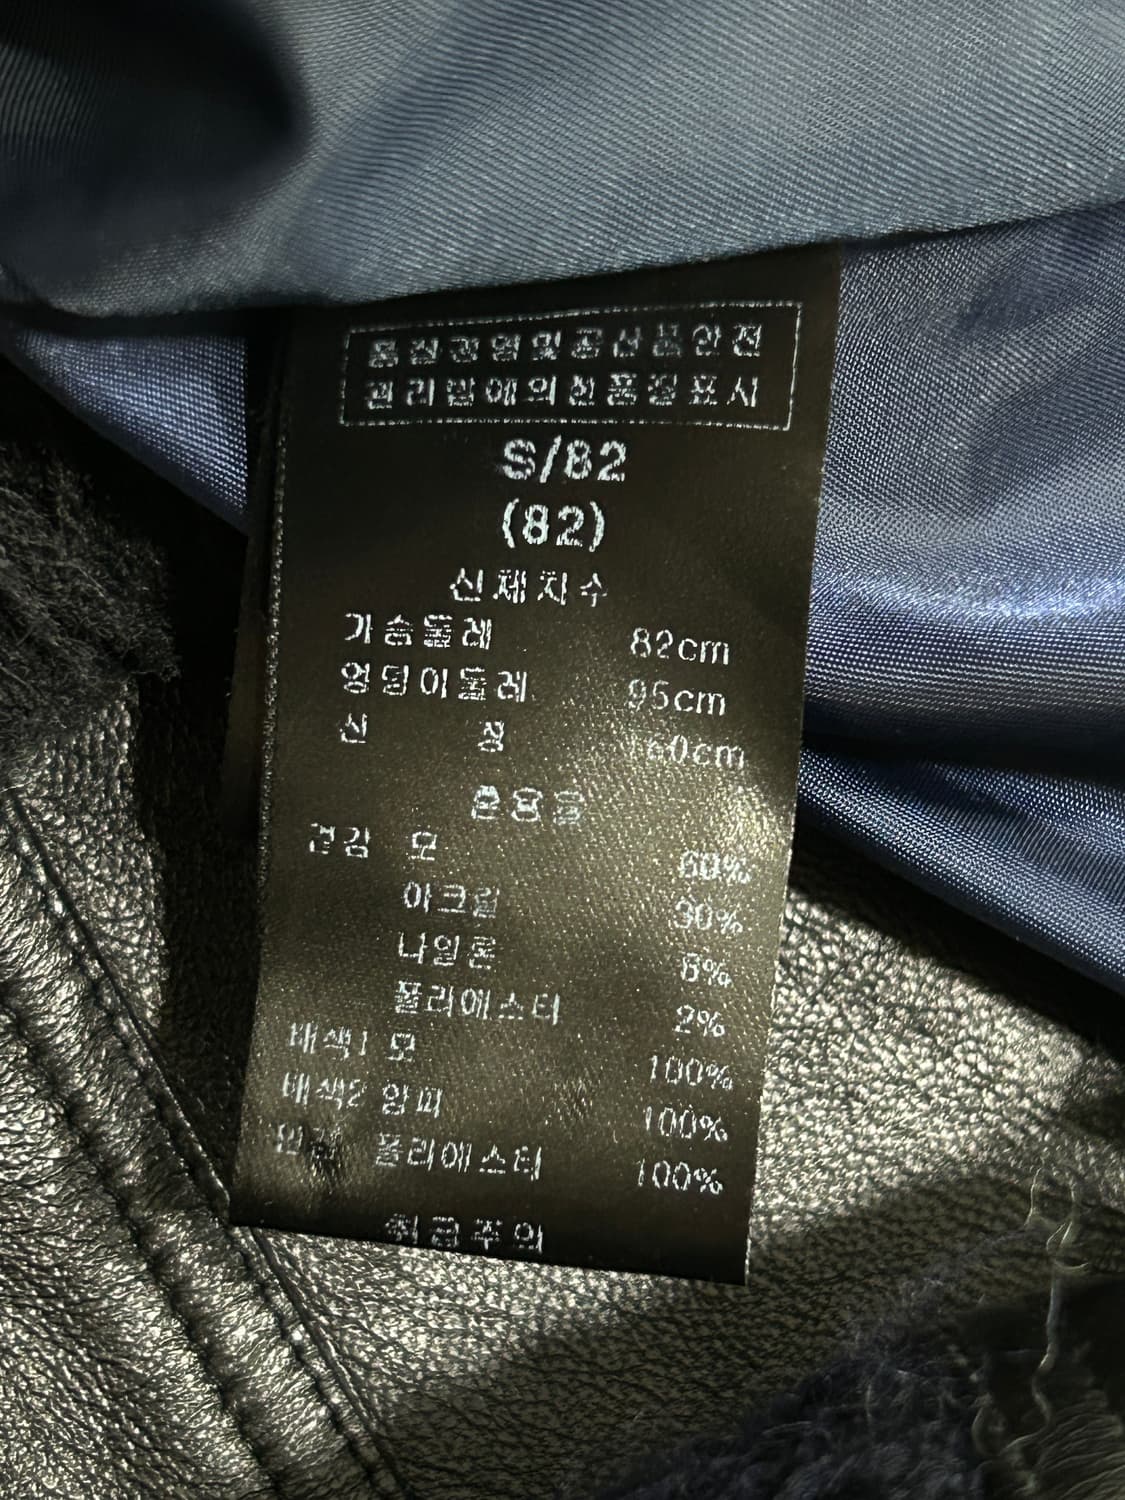 품질경영및공산품안전
관리법에의한품질표시
S/82
(82)
신체치수
가슴둘레 82cm
엉덩이둘레 95cm
신 장 160cm
혼용율
겉감 모 60%
아크릴 30%
나일론 8%
폴리에스터 2%
배색1 모 100%
배색2 양피 100%
폴리에스터 100%
취급주의